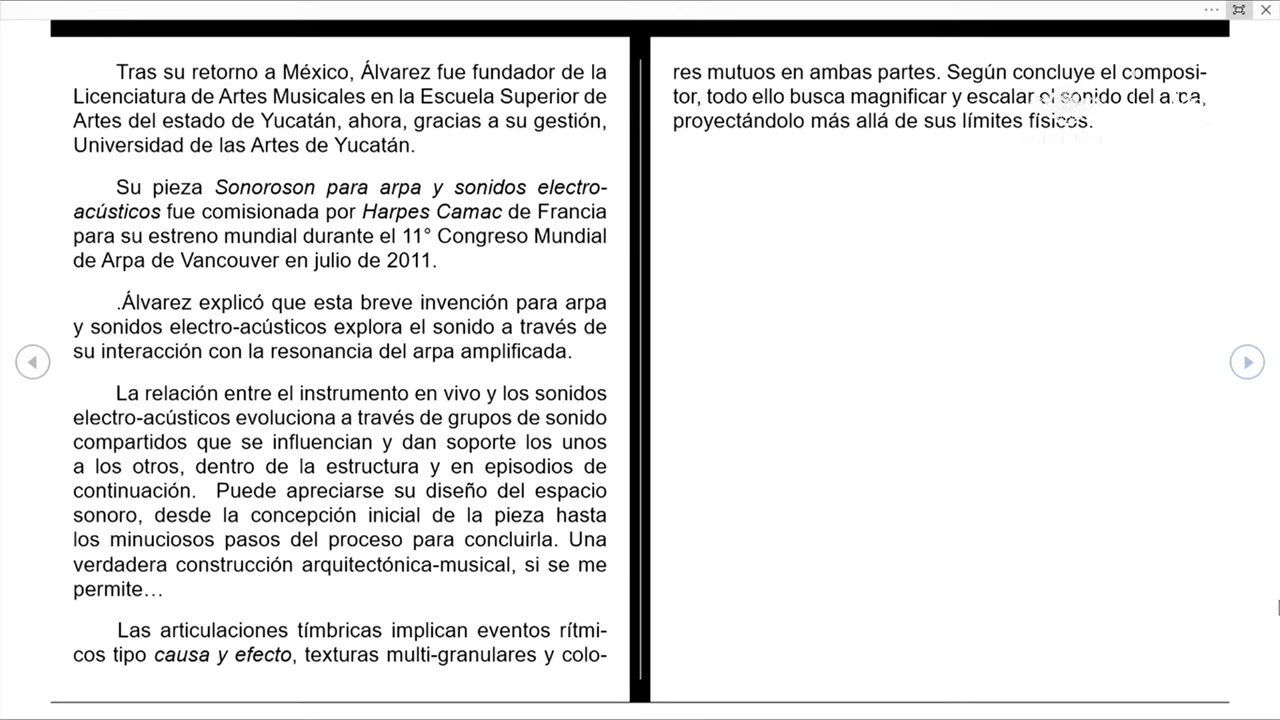 Tras su retorno a México, Álvarez fue fundador de la
Licenciatura de Artes Musicales en la Escuela Superior de
Artes del estado de Yucatán, ahora, gracias a su gestión,
Universidad de las Artes de Yucatán.
Su pieza Sonoroson para arpa y sonidos electro-
acústicos fue comisionada por Harpes Camac de Francia
para su estreno mundial durante el 11° Congreso Mundial
de Arpa de Vancouver en julio de 2011.
.Álvarez explicó que esta breve invención para arpa
y sonidos electro-acústicos explora el sonido a través de
su interacción con la resonancia del arpa amplificada.
La relación entre el instrumento en vivo y los sonidos
electro-acústicos evoluciona a través de grupos de sonido
compartidos que se influencian y dan soporte los unos
a los otros, dentro de la estructura y en episodios de
continuación. Puede apreciarse su diseño del espacio
sonoro, desde la concepción inicial de la pieza hasta
los minuciosos pasos del proceso para concluirla. Una
verdadera construcción arquitectónica-musical, si se me
permite…
Las articulaciones tímbricas implican eventos rítmi-
cos tipo causa y efecto, texturas multi-granulares y colo-
res mutuos en ambas partes. Según concluye el composi-
tor, todo ello busca magnificar y escalar el sonido del arpa,
proyectándolo más allá de sus límites físicos.